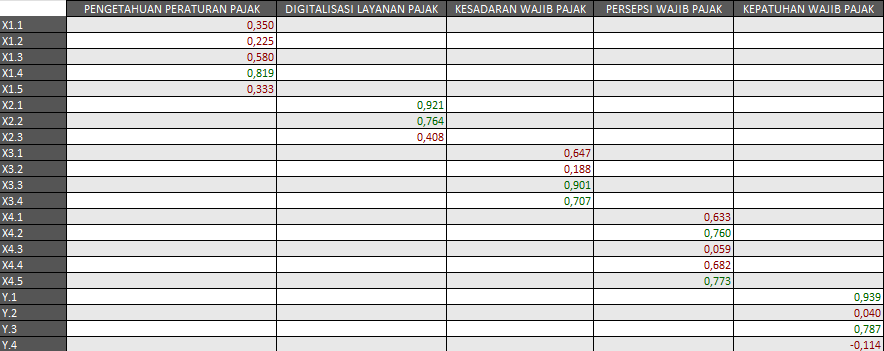 PENGETAHUAN PERATURAN PAJAK DIGITALISASI LAYANAN PAJAK KESADARAN WAJIB PAJAK PERSEPSI WAJIB PAJAK KEPATUHAN WAJIB PAJAK
X1.1 0,350
X1.2 0,225
X1.3 0,580
X1.4 0,819
X1.5 0,333
X2.1 0,921
X2.2 0,764
X2.3 0,408
X3.1 0,647
X3.2 0,188
X3.3 0,901
X3.4 0,707
X4.1 0,633
X4.2 0,760
X4.3 0,059
X4.4 0,682
X4.5 0,773
Y.1 0,939
Y.2 0,040
Y.3 0,787
Y.4 -0,114